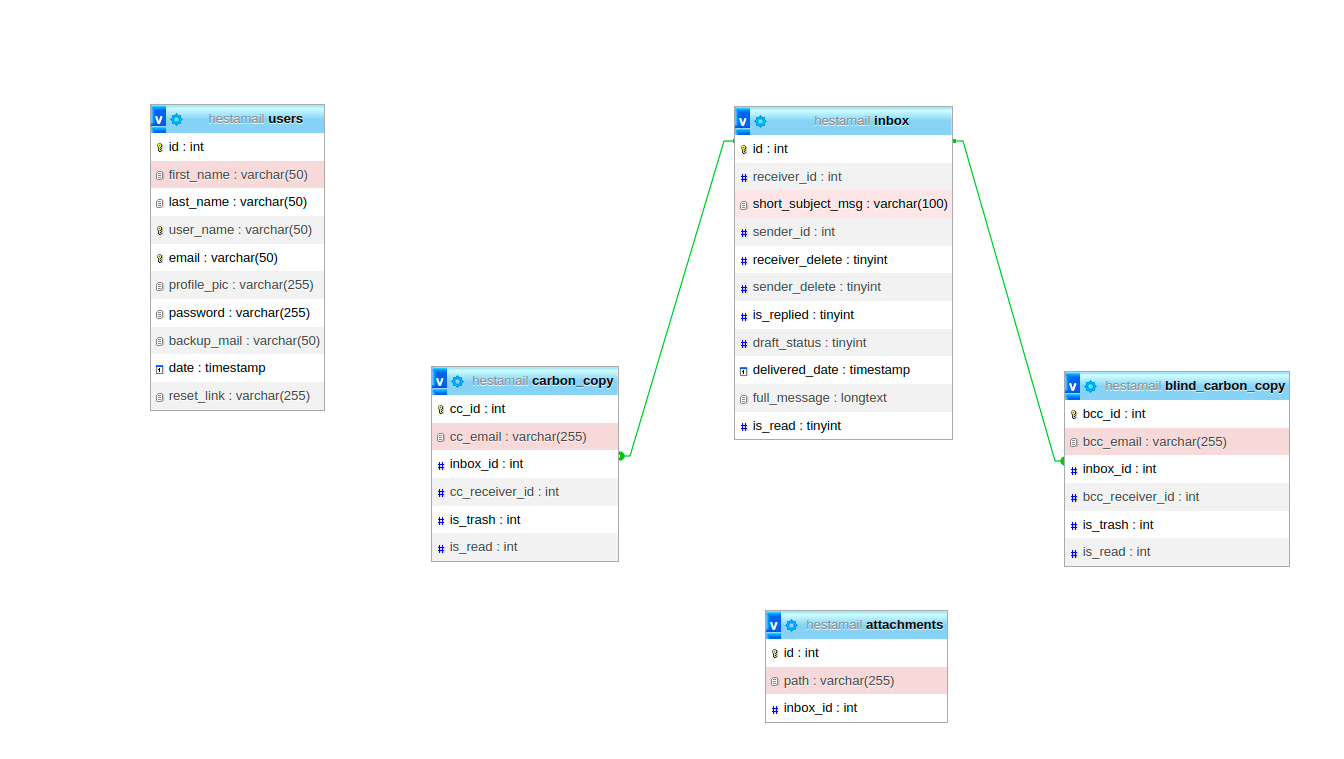 v hestamail users
id : int
first_name : varchar(50)
last_name : varchar(50)
user_name : varchar(50)
email : varchar(50)
profile_pic : varchar(255)
password : varchar(255)
backup_mail : varchar(50)
date : timestamp
reset_link : varchar(255)
v hestamail inbox
id : int
# receiver_id : int
short_subject_msg : varchar(100)
# sender_id : int
# receiver_delete : tinyint
# sender_delete : tinyint
# is_replied : tinyint
# draft_status : tinyint
delivered_date : timestamp
full_message : longtext
# is_read : tinyint
v hestamail carbon_copy
cc_id : int
cc_email : varchar(255)
# inbox_id : int
# cc_receiver_id : int
# is_trash : int
# is_read : int
v hestamail blind_carbon_copy
bcc_id : int
bcc_email : varchar(255)
# inbox_id : int
# bcc_receiver_id : int
# is_trash : int
# is_read : int
v hestamail attachments
id : int
path : varchar(255)
# inbox_id : int